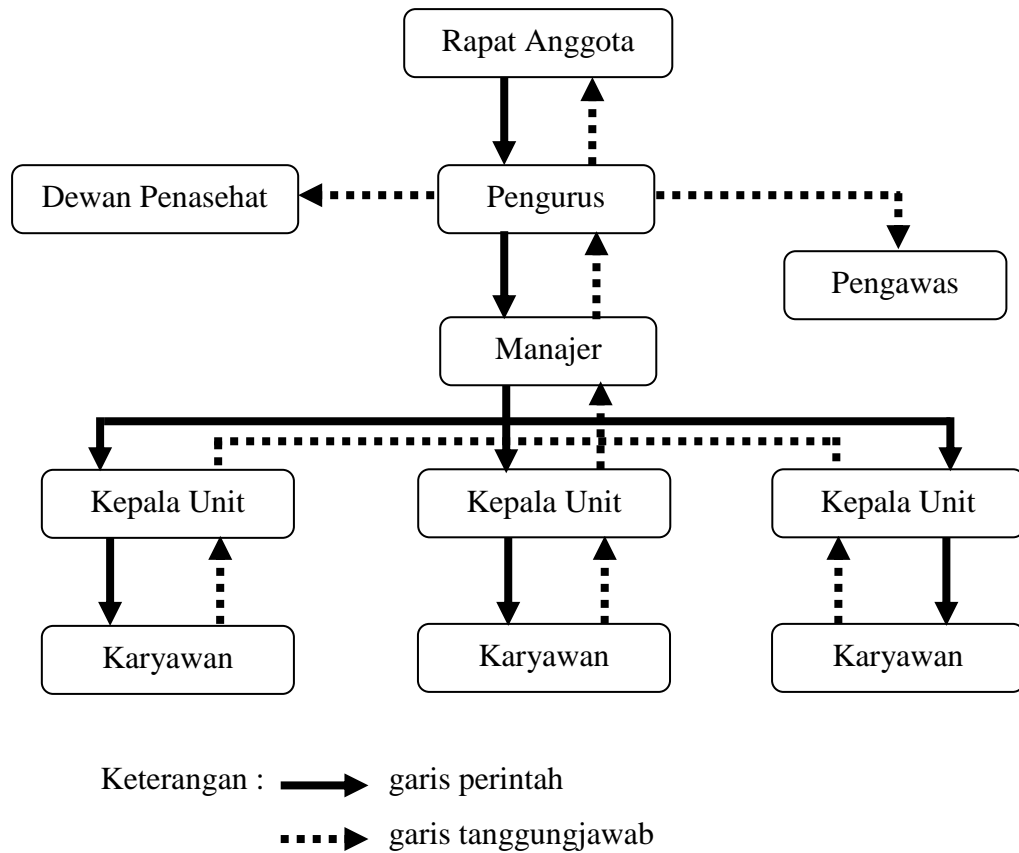 Rapat Anggota
Dewan Penasehat
Pengurus
Pengawas
Manajer
Kepala Unit
Kepala Unit
Kepala Unit
Karyawan
Karyawan
Karyawan
Keterangan :
garis perintah
garis tanggungjawab